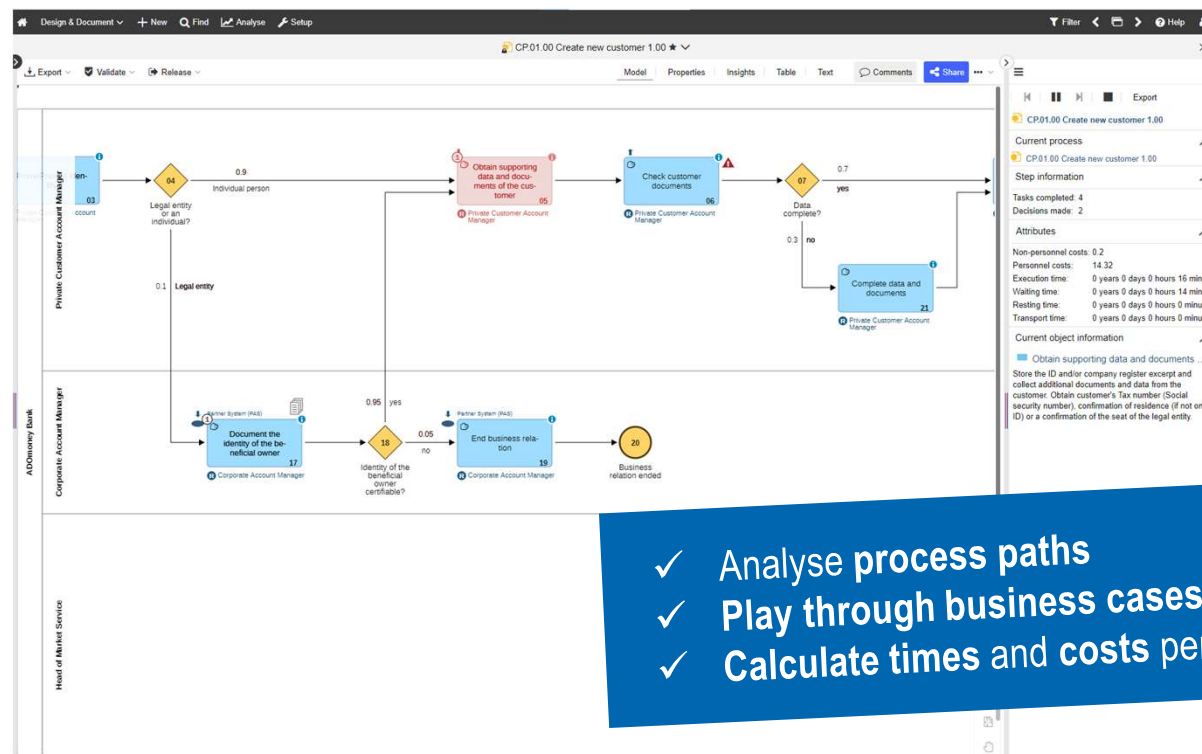 Design & Document
New
Find
Analyse
Setup
Filter
Help
CP.01.00 Create new customer 1.00
Export
Validate
Release
Model
Properties
Insights
Table
Text
Comments
Share
Export
CP.01.00 Create new customer 1.00
Current process
CP.01.00 Create new customer 1.00
Step information
Tasks completed: 4
Decisions made: 2
Attributes
Non-personnel costs: 0.2
Personnel costs: 14.32
Execution time: 0 years 0 days 0 hours 16 min
Waiting time: 0 years 0 days 0 hours 14 min
Resting time: 0 years 0 days 0 hours 0 minu
Transport time: 0 years 0 days 0 hours 0 minu
Current object information
Obtain supporting data and documents ...
Store the ID and/or company register excerpt and
collect additional documents and data from the
customer. Obtain customer's Tax number (Social
security number), confirmation of residence (if not on
ID) or a confirmation of the seat of the legal entity.
ADOmoney Bank
Private Customer Account Manager
03
04
Legal entity
or an
individual?
0.9
Individual person
0.1 Legal entity
1
Obtain supporting
data and docu-
ments of the cus-
tomer
05
Private Customer Account
Manager
Check customer
documents
06
Private Customer Account
Manager
07
Data
complete?
0.7
yes
0.3 no
Complete data and
documents
21
Private Customer Account
Manager
Corporate Account Manager
Partner System (PAS)
1
Document the
identity of the be-
neficial owner
17
Corporate Account Manager
0.95 yes
18
Identity of the
beneficial
owner
certifiable?
0.05
no
Partner System (PAS)
End business rela-
tion
19
Corporate Account Manager
20
Business
relation ended
Head of Market Service
✓ Analyse process paths
✓ Play through business cases
✓ Calculate times and costs per